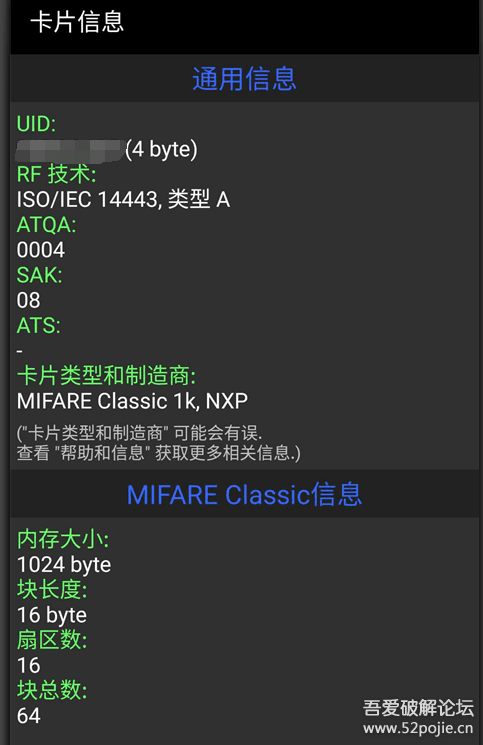 卡片信息
通用信息
UID:
(4 byte)
RF 技术:
ISO/IEC 14443, 类型 A
ATQA:
0004
SAK:
08
ATS:
-
卡片类型和制造商:
MIFARE Classic 1k, NXP
("卡片类型和制造商" 可能会有误.
查看 "帮助和信息" 获取更多相关信息.)
MIFARE Classic信息
内存大小:
1024 byte
块长度:
16 byte
扇区数:
16
块总数:
64
吾爱破解论坛
www.52pojie.cn